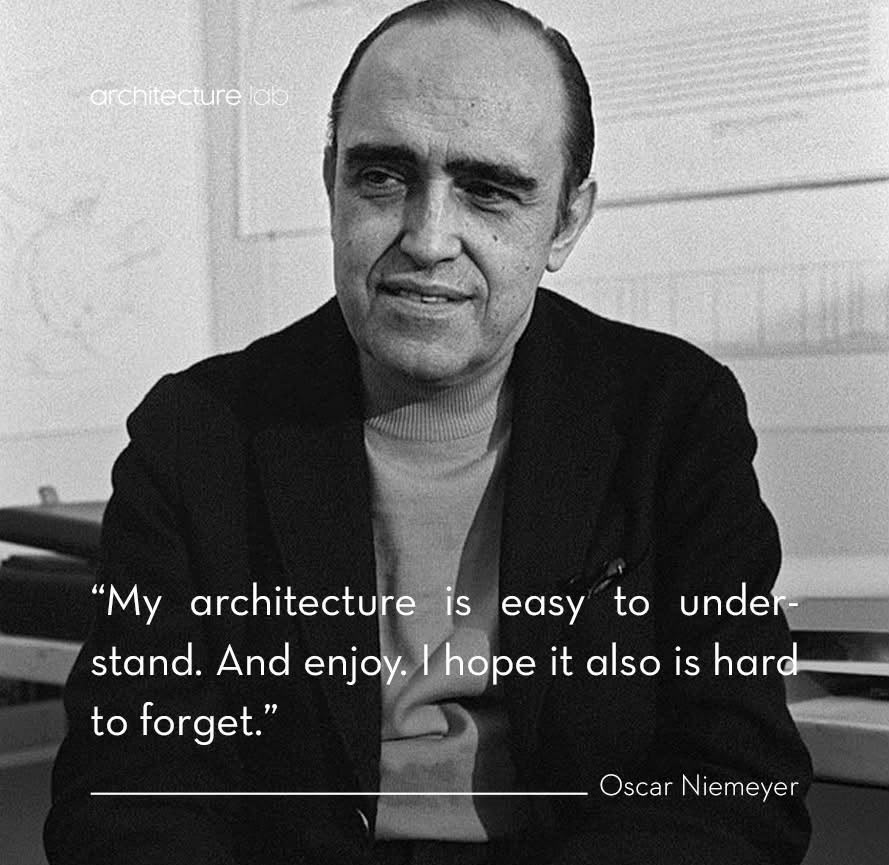 architecture lab
“My architecture is easy to under-
stand. And enjoy. I hope it also is hard
to forget.”
Oscar Niemeyer